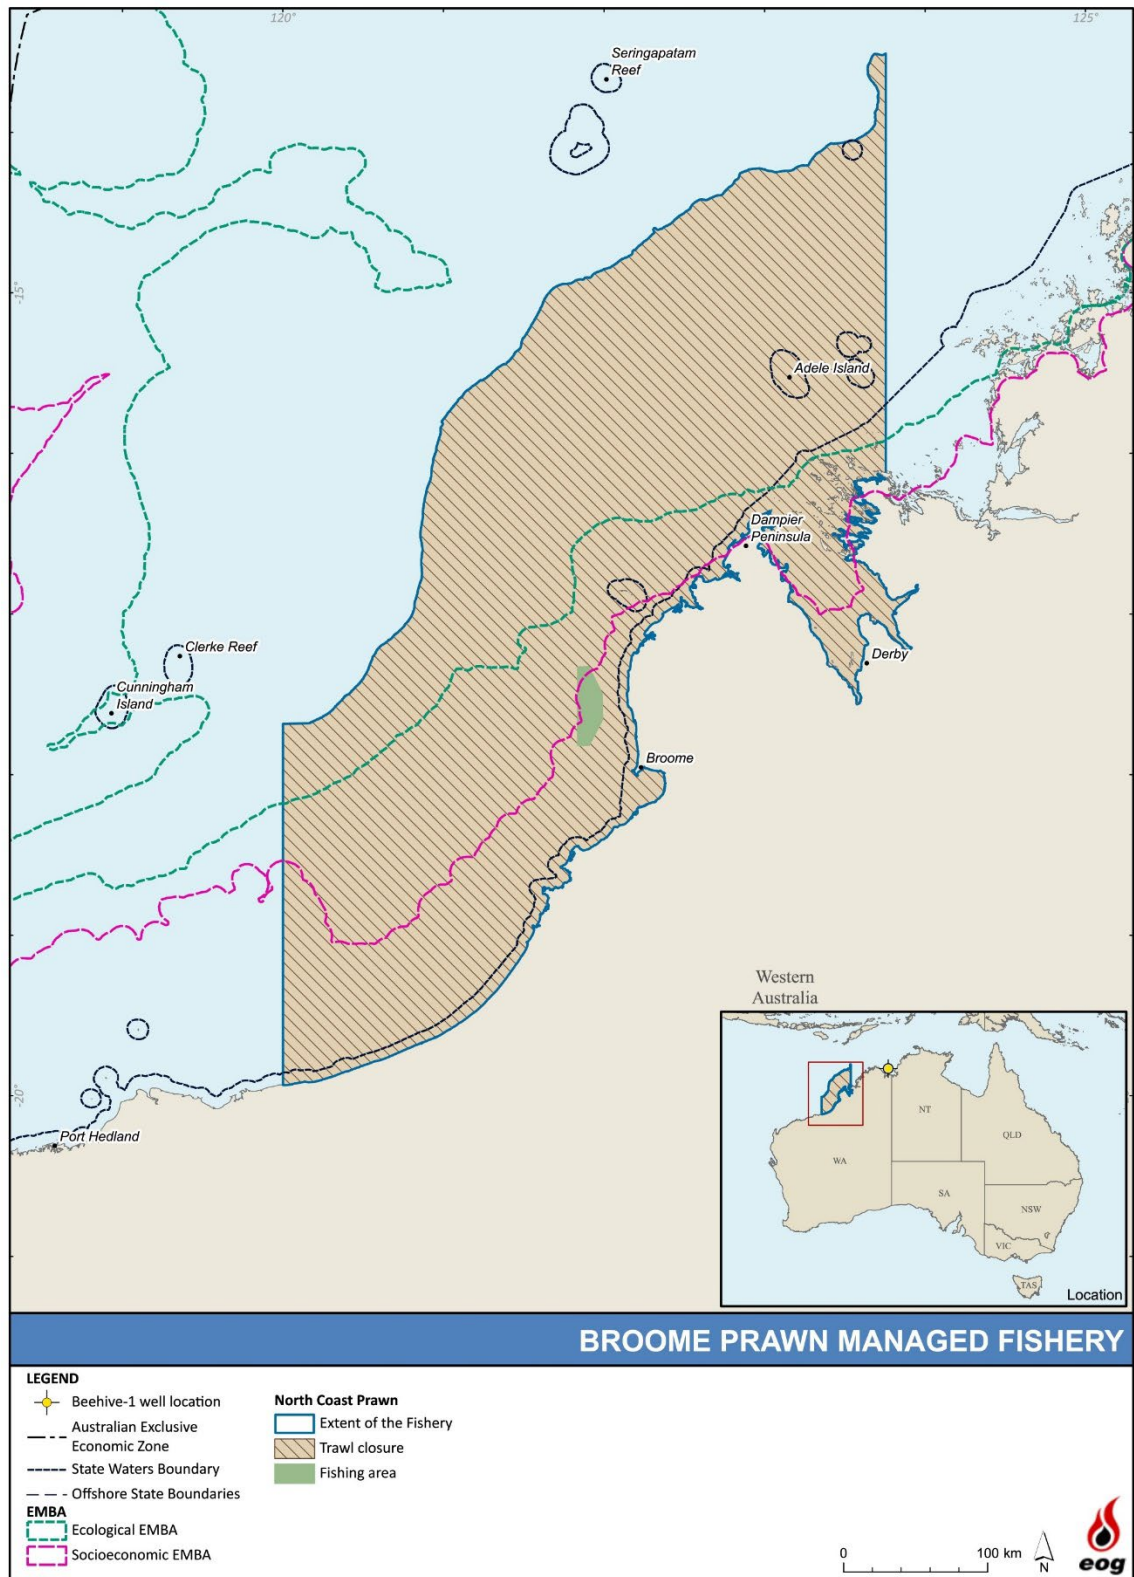 120°
125°
Seringapatam
Reef
-15°
Adele Island
Dampier
Peninsula
Clerke Reef
Cunningham
Island
Derby
Broome
Western
Australia
-20°
Port Hedland
NT
QLD
WA
SA
NSW
VIC
TAS
Location
BROOME PRAWN MANAGED FISHERY
LEGEND
Beehive-1 well location
Australian Exclusive
Economic Zone
State Waters Boundary
Offshore State Boundaries
EMBA
Ecological EMBA
Socioeconomic EMBA
North Coast Prawn
Extent of the Fishery
Trawl closure
Fishing area
0 100 km
N
eog